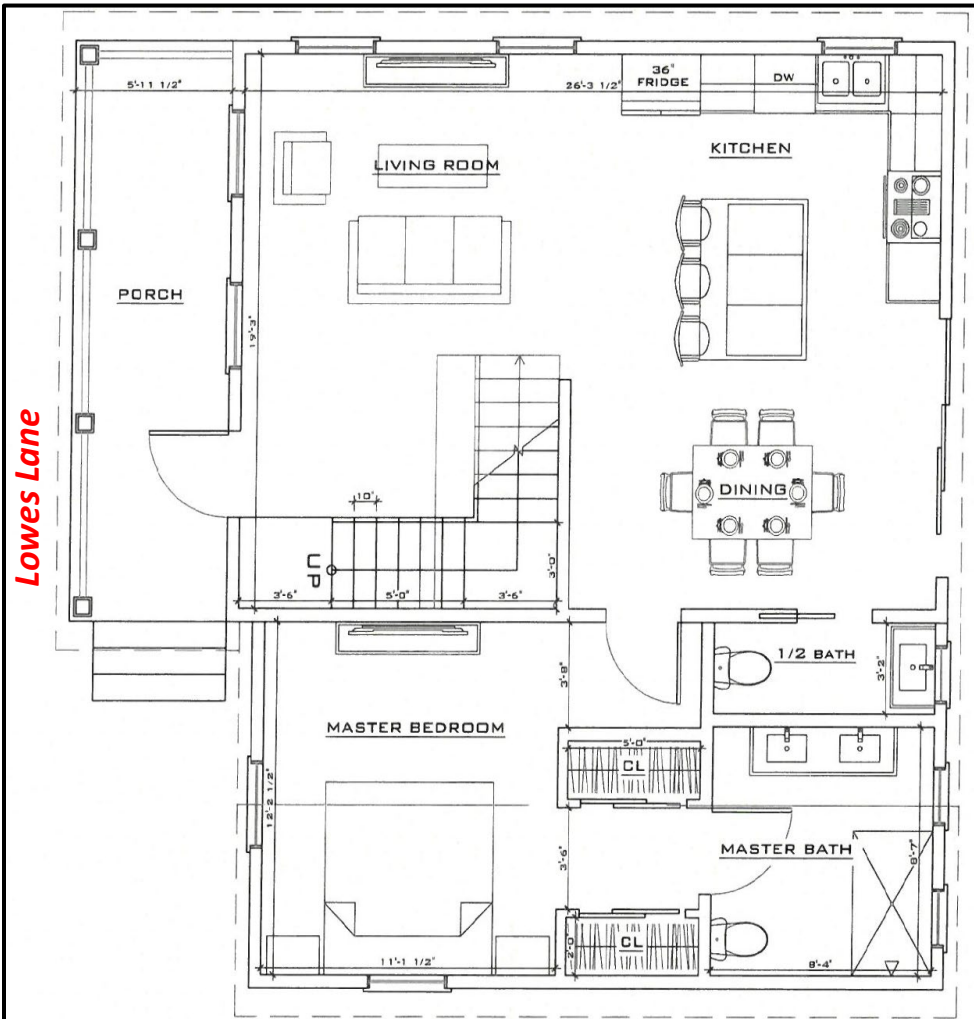 5'-11 1/2"
26'-3 1/2"
36"
FRIDGE
DW
KITCHEN
LIVING ROOM
PORCH
19'-3"
Lowes Lane
DINING
10"
UP
3'-6"
5'-0"
3'-6"
3'-0"
1/2 BATH
3'-2"
3'-8"
MASTER BEDROOM
5'-0"
CL
12'-2 1/2"
3'-6"
MASTER BATH
8'-7"
CL
2'-0"
11'-1 1/2"
8'-4"